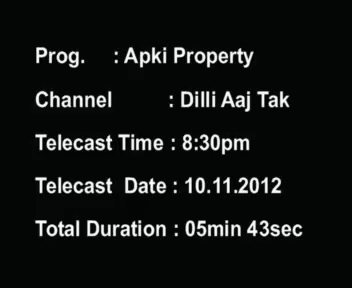 Prog. : Apki Property
Channel : Dilli Aaj Tak
Telecast Time : 8:30pm
Telecast Date : 10.11.2012
Total Duration : 05min 43sec